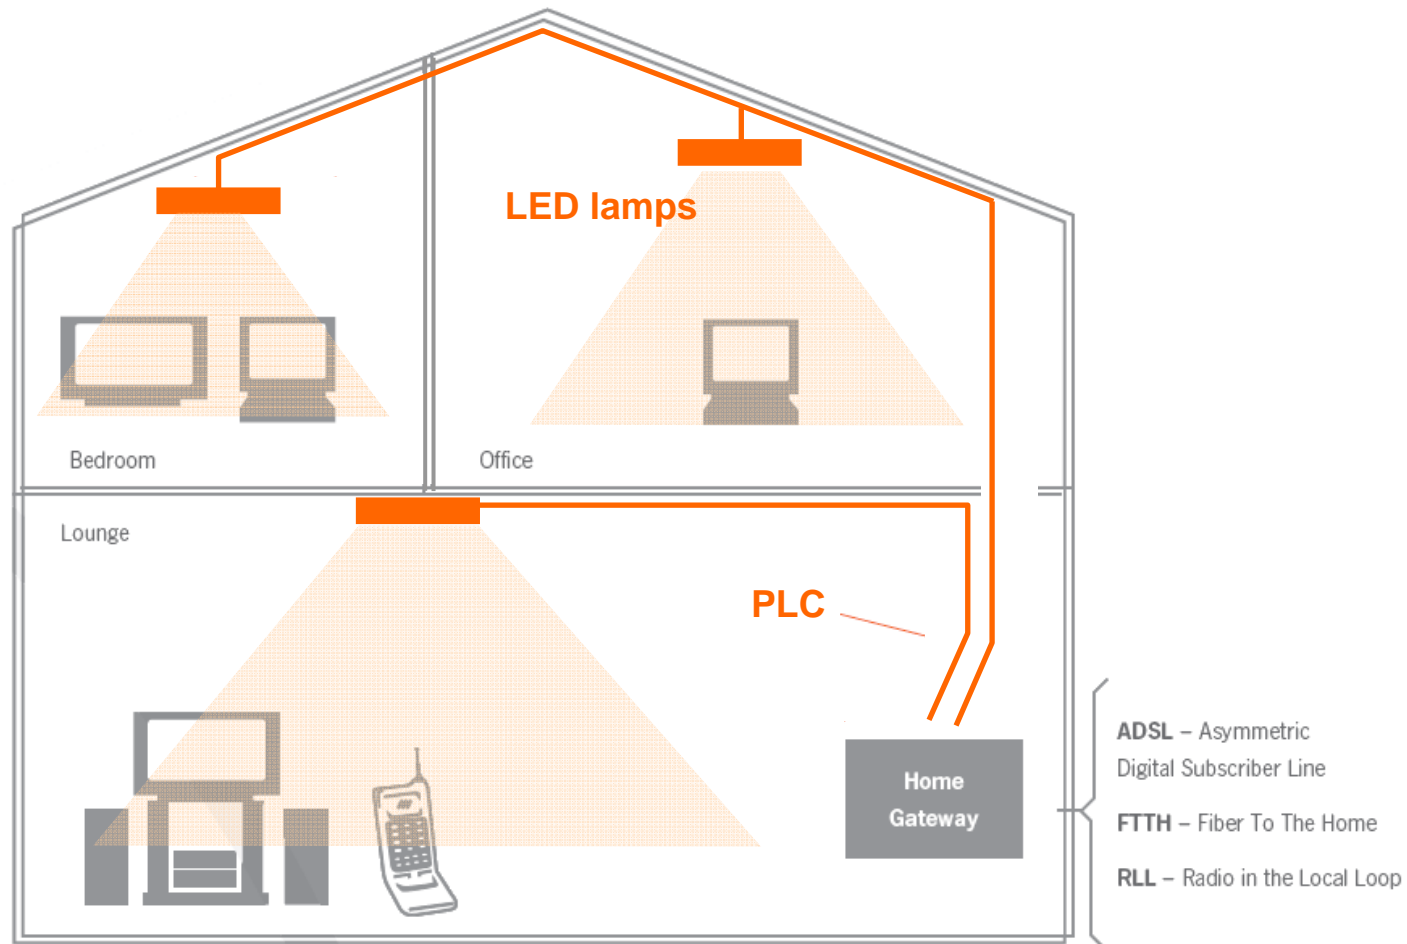 LED lamps
Bedroom
Office
Lounge
PLC
Home
Gateway
ADSL – Asymmetric
Digital Subscriber Line
FTTH – Fiber To The Home
RLL – Radio in the Local Loop